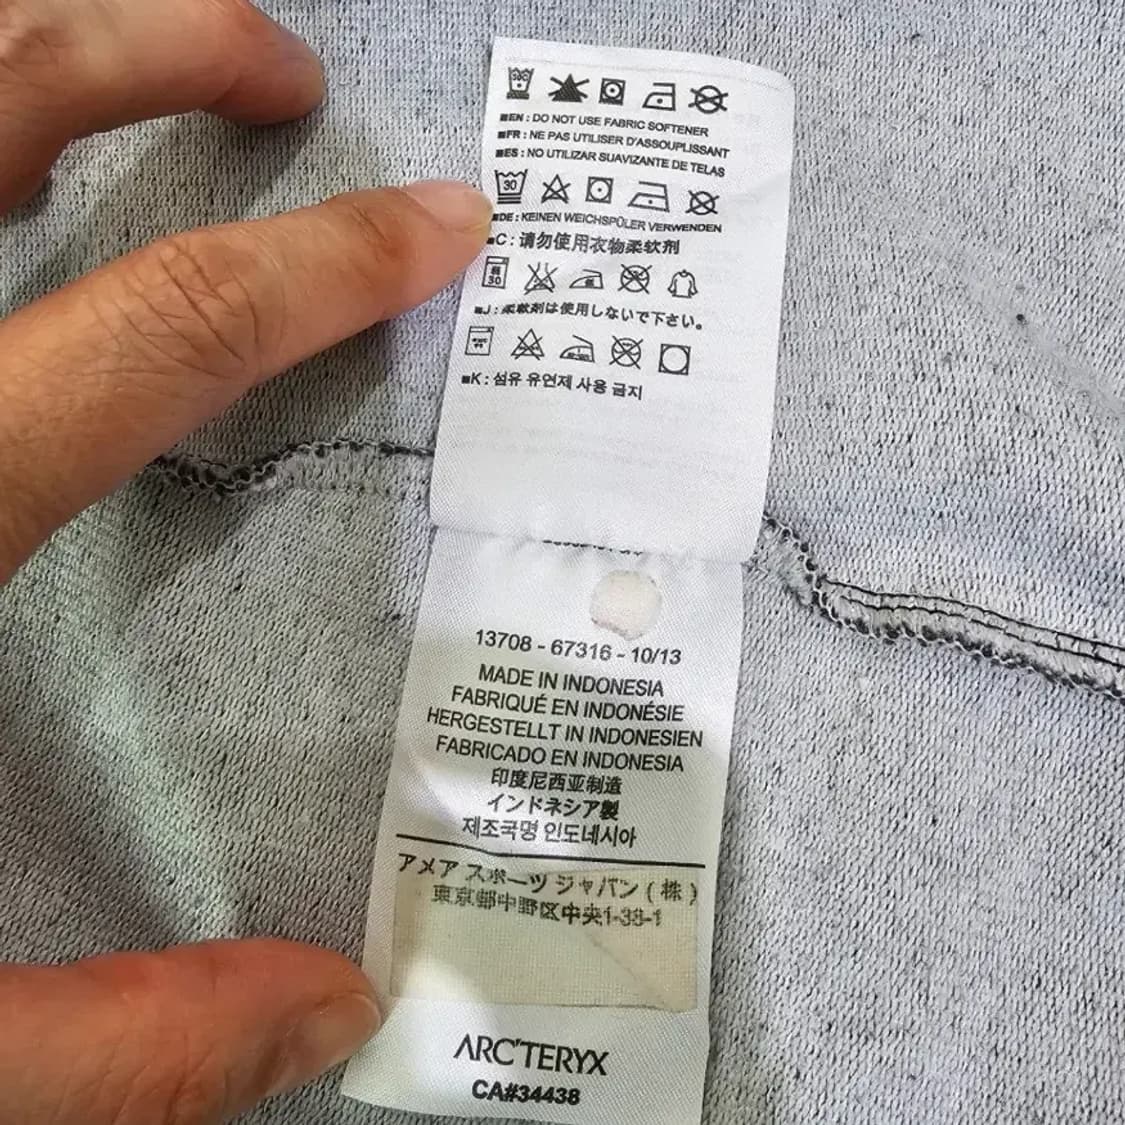 ■EN : DO NOT USE FABRIC SOFTENER
■FR : NE PAS UTILISER D'ASSOUPLISSANT
■ES : NO UTILIZAR SUAVIZANTE DE TELAS
30
■DE : KEINEN WEICHSPÜLER VERWENDEN
■C : 请勿使用衣物柔软剂
30
■J : 柔軟剤は使用しないで下さい。
■K : 섬유 유연제 사용 금지
13708 - 67316 - 10/13
MADE IN INDONESIA
FABRIQUÉ EN INDONÉSIE
HERGESTELLT IN INDONESIEN
FABRICADO EN INDONESIA
印度尼西亚制造
インドネシア製
제조국명 인도네시아
アメア スポーツ ジャパン ( 株 )
東京都中野区中央1-38-1
ARC'TERYX
CA#34438